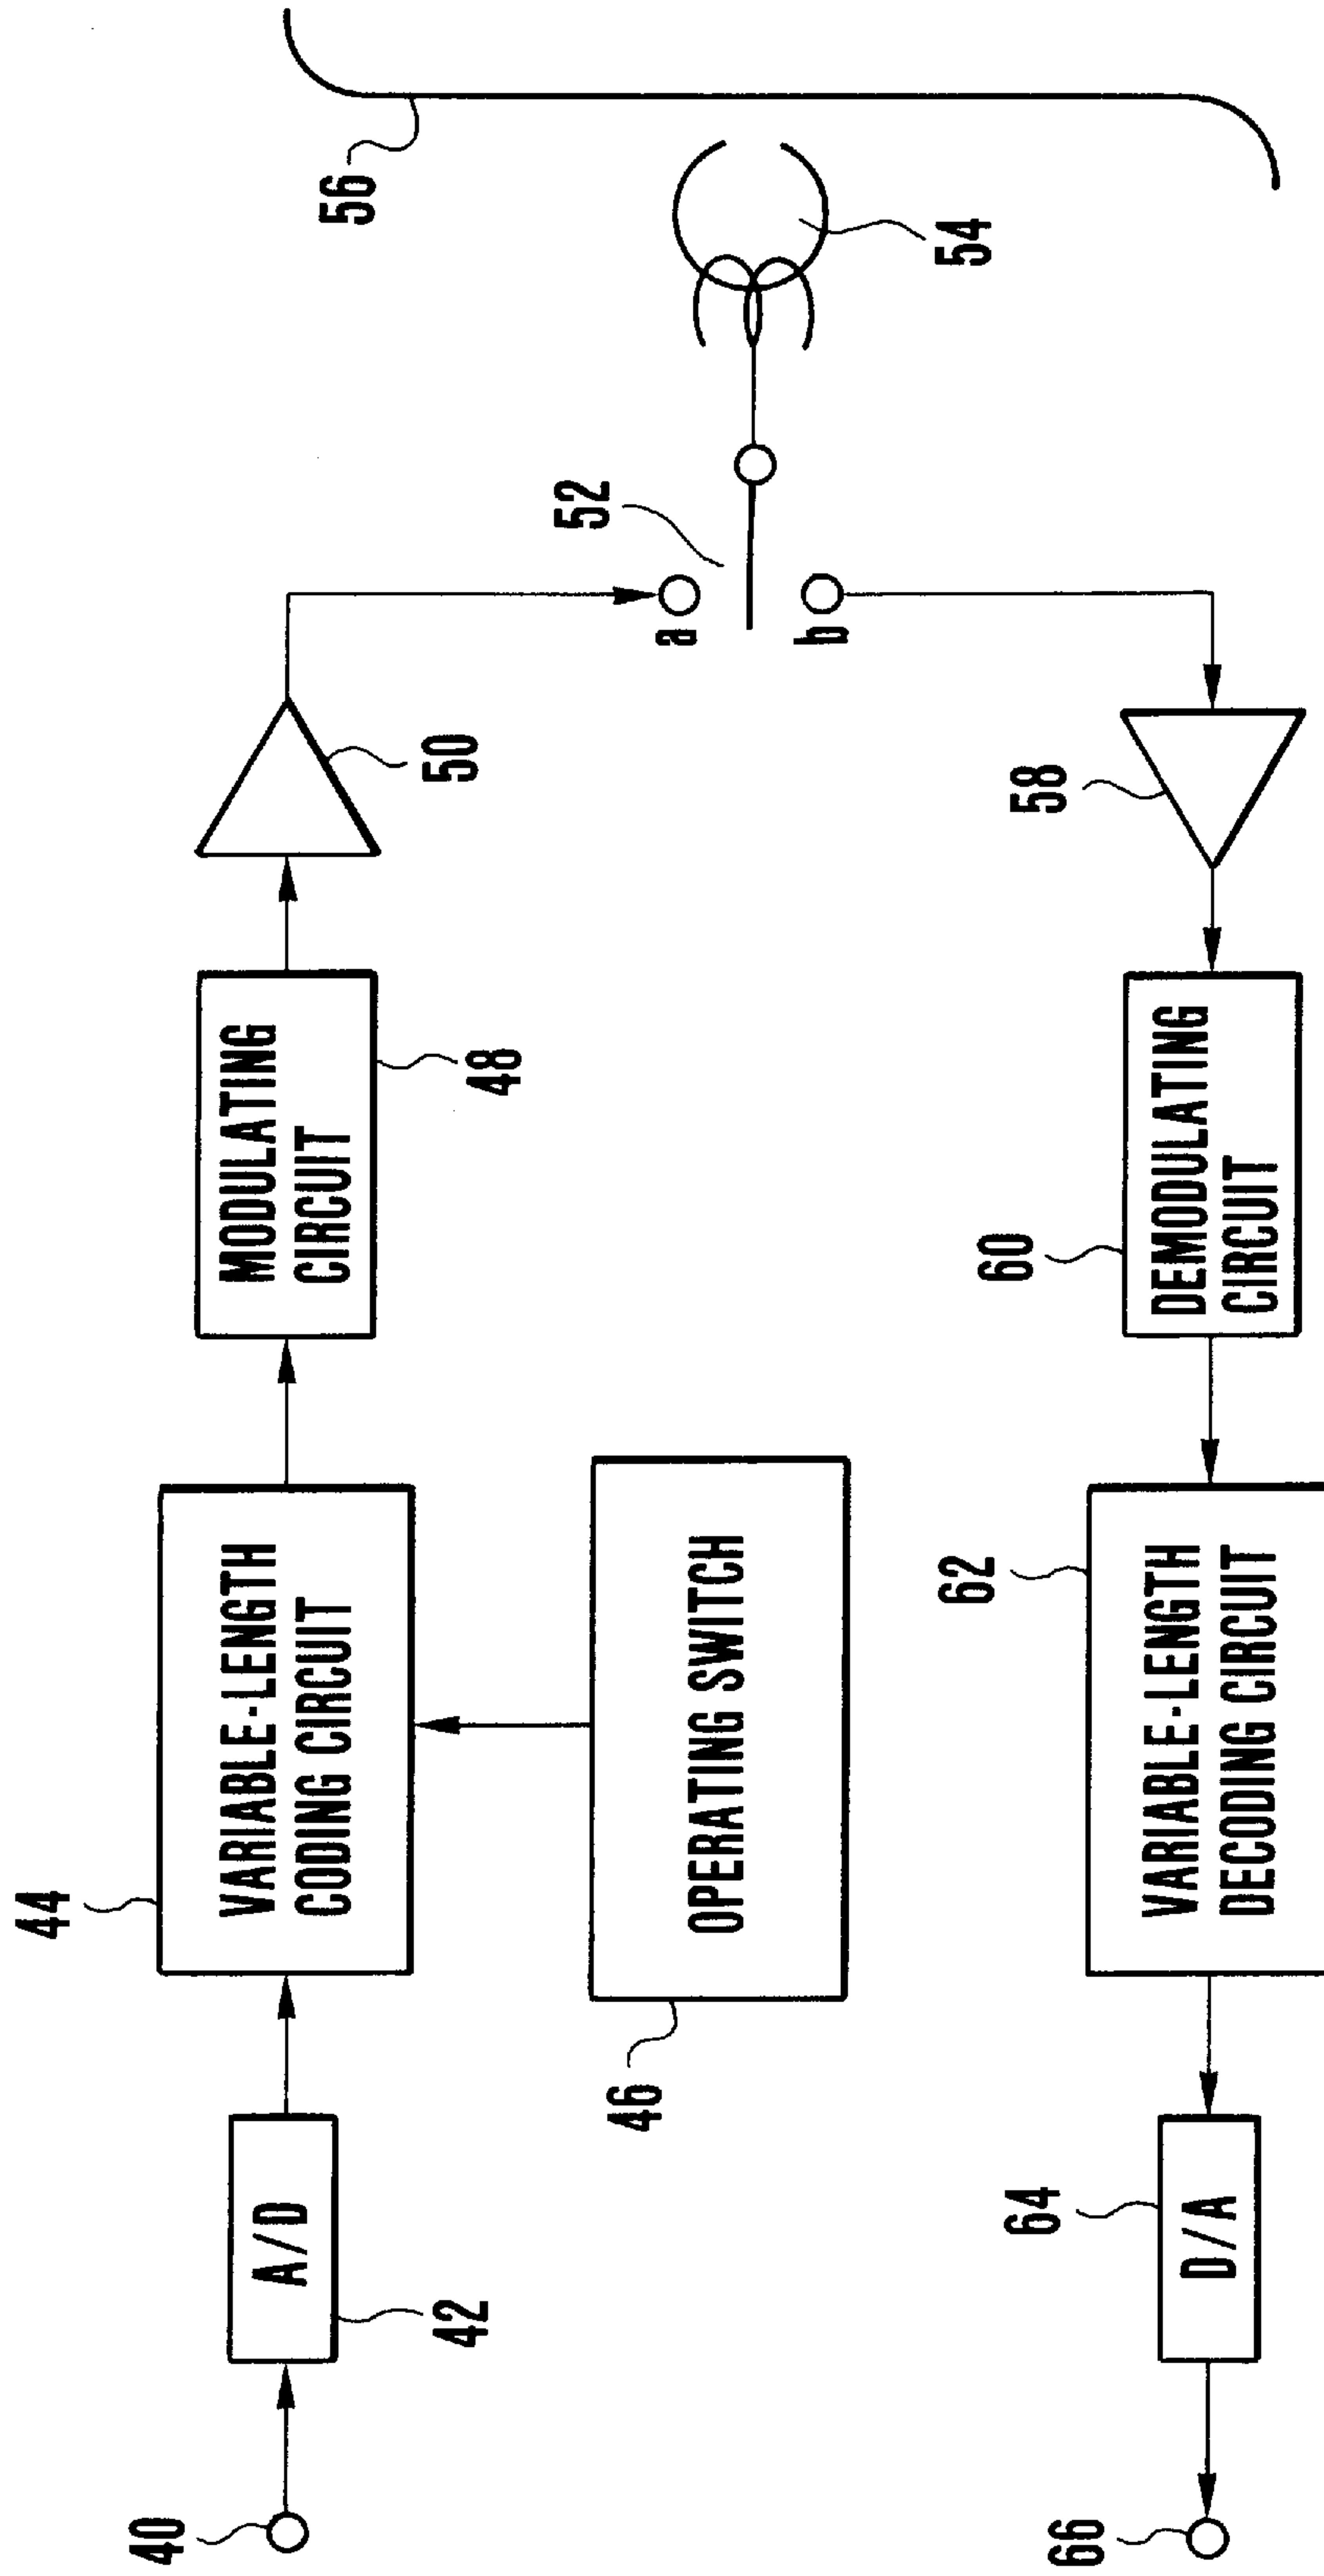 40
A/D
42
44
VARIABLE-LENGTH
CODING CIRCUIT
MODULATING
CIRCUIT
48
50
52
a
b
54
56
OPERATING SWITCH
46
58
60
DEMODULATING
CIRCUIT
62
VARIABLE-LENGTH
DECODING CIRCUIT
64
D/A
66